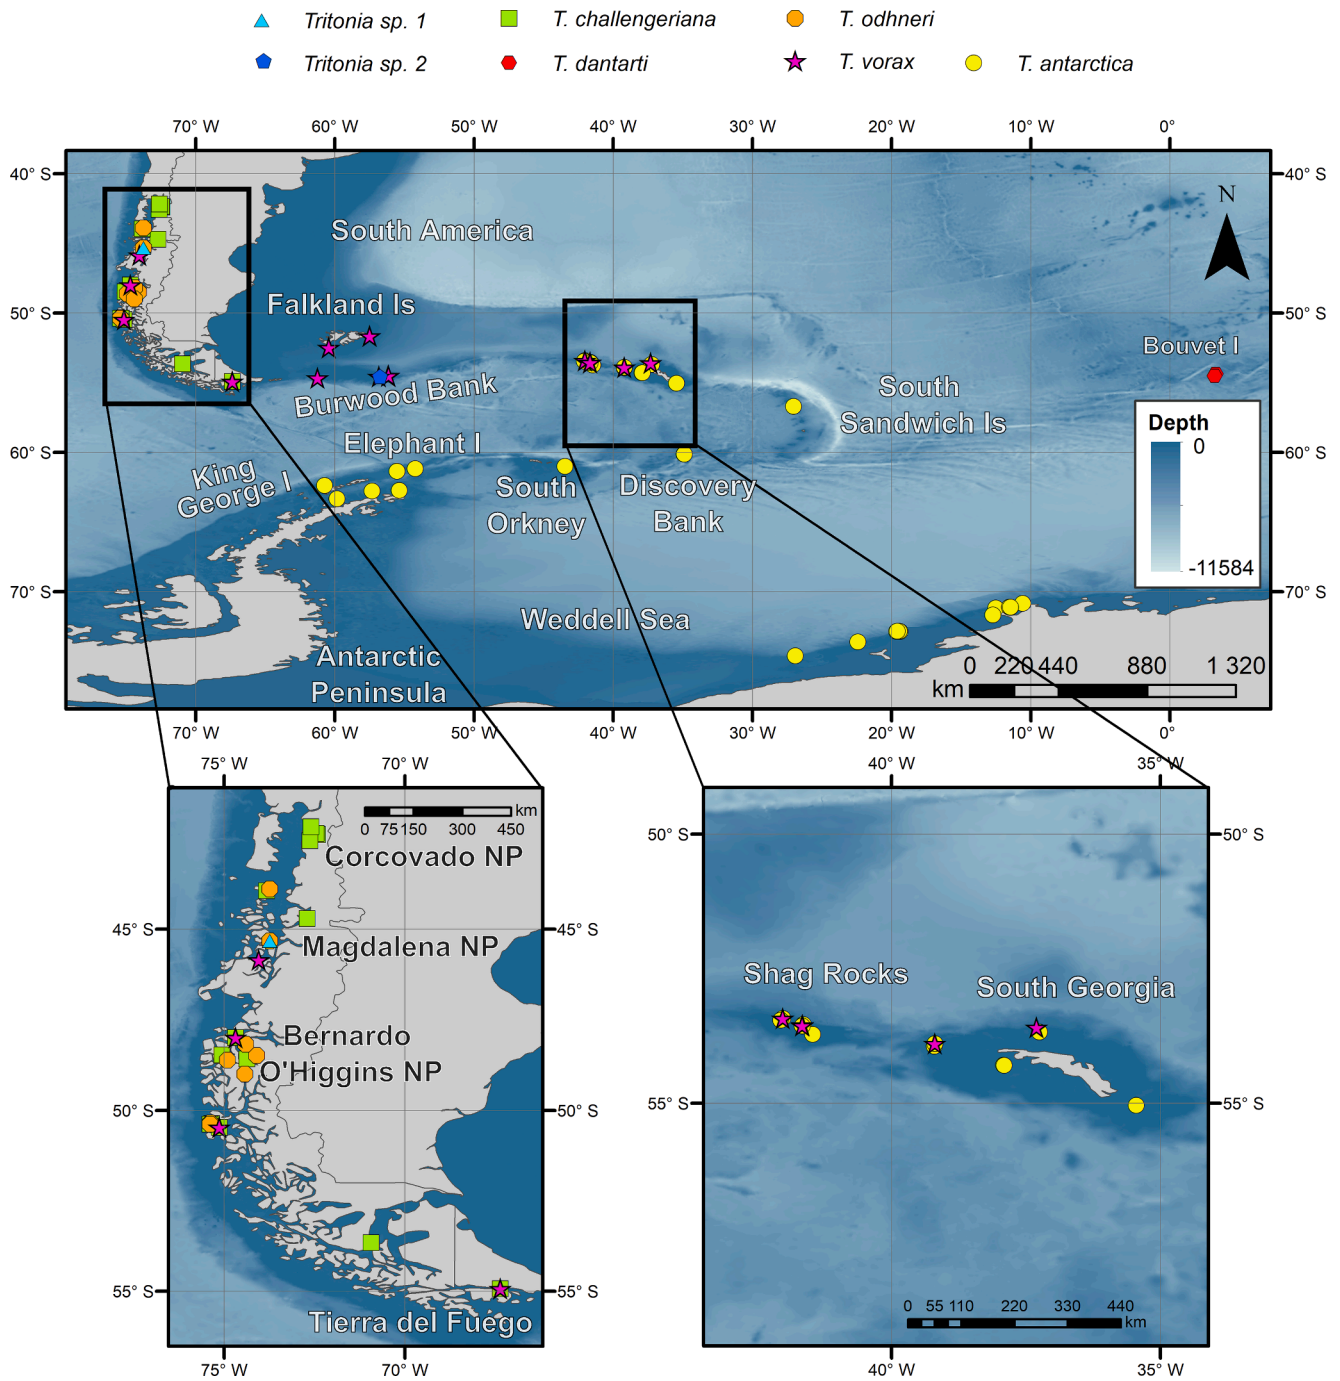 Tritonia sp. 1
T. challengeriana
T. odhneri
Tritonia sp. 2
T. dantarti
T. vorax
T. antarctica
70° W 60° W 50° W 40° W 30° W 20° W 10° W 0°
40° S 40° S
N
South America
Falkland Is
50° S 50° S
Bouvet I
Burwood Bank
South
Sandwich Is
Depth
0
-11584
Elephant I
60° S 60° S
King
George I
South
Orkney
Discovery
Bank
70° S 70° S
Weddell Sea
Antarctic
Peninsula
0 220 440 880 1 320
km
70° W 60° W 50° W 40° W 30° W 20° W 10° W 0°
75° W 70° W
km
0 75 150 300 450
Corcovado NP
45° S
Magdalena NP
Bernardo
O'Higgins NP
50° S
55° S
Tierra del Fuego
75° W 70° W
40° W 35° W
50° S 50° S
Shag Rocks
South Georgia
55° S 55° S
0 55 110 220 330 440
km
40° W 35° W